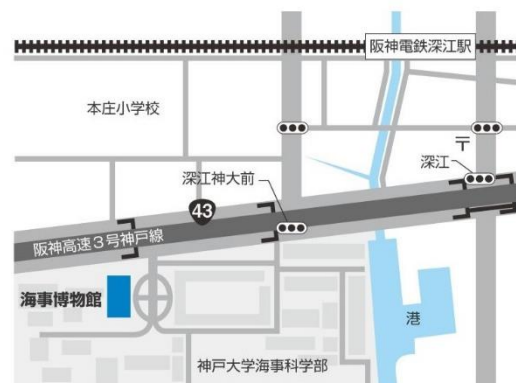 阪神電鉄深江駅
本庄小学校
〒
深江
深江神大前
43
阪神高速3号神戸線
海事博物館
港
神戸大学海事科学部